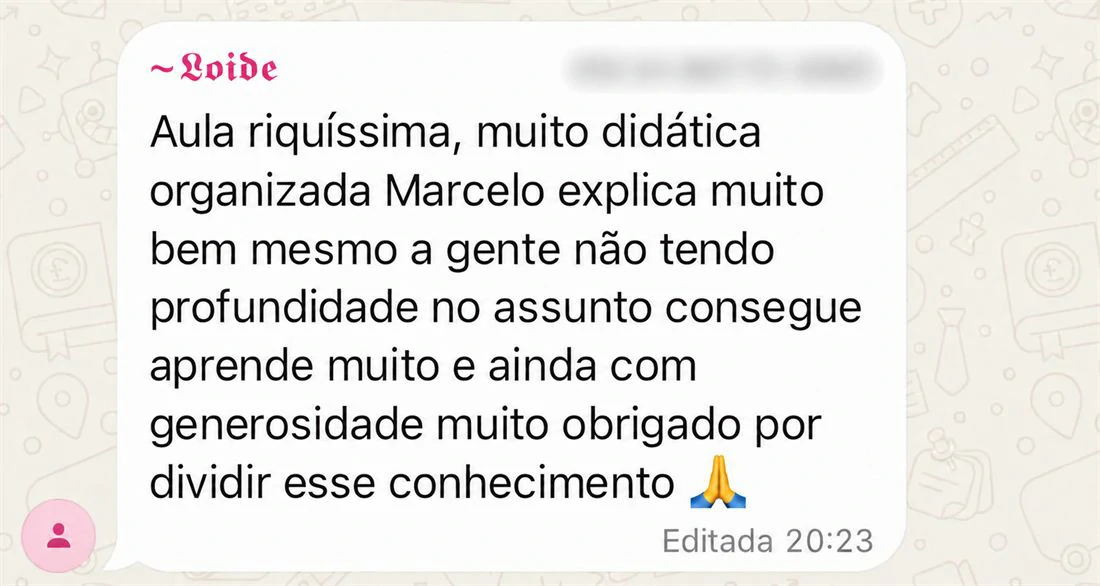 ~Loide
Aula riquíssima, muito didática
organizada Marcelo explica muito
bem mesmo a gente não tendo
profundidade no assunto consegue
aprende muito e ainda com
generosidade muito obrigado por
dividir esse conhecimento 🙏
Editada 20:23